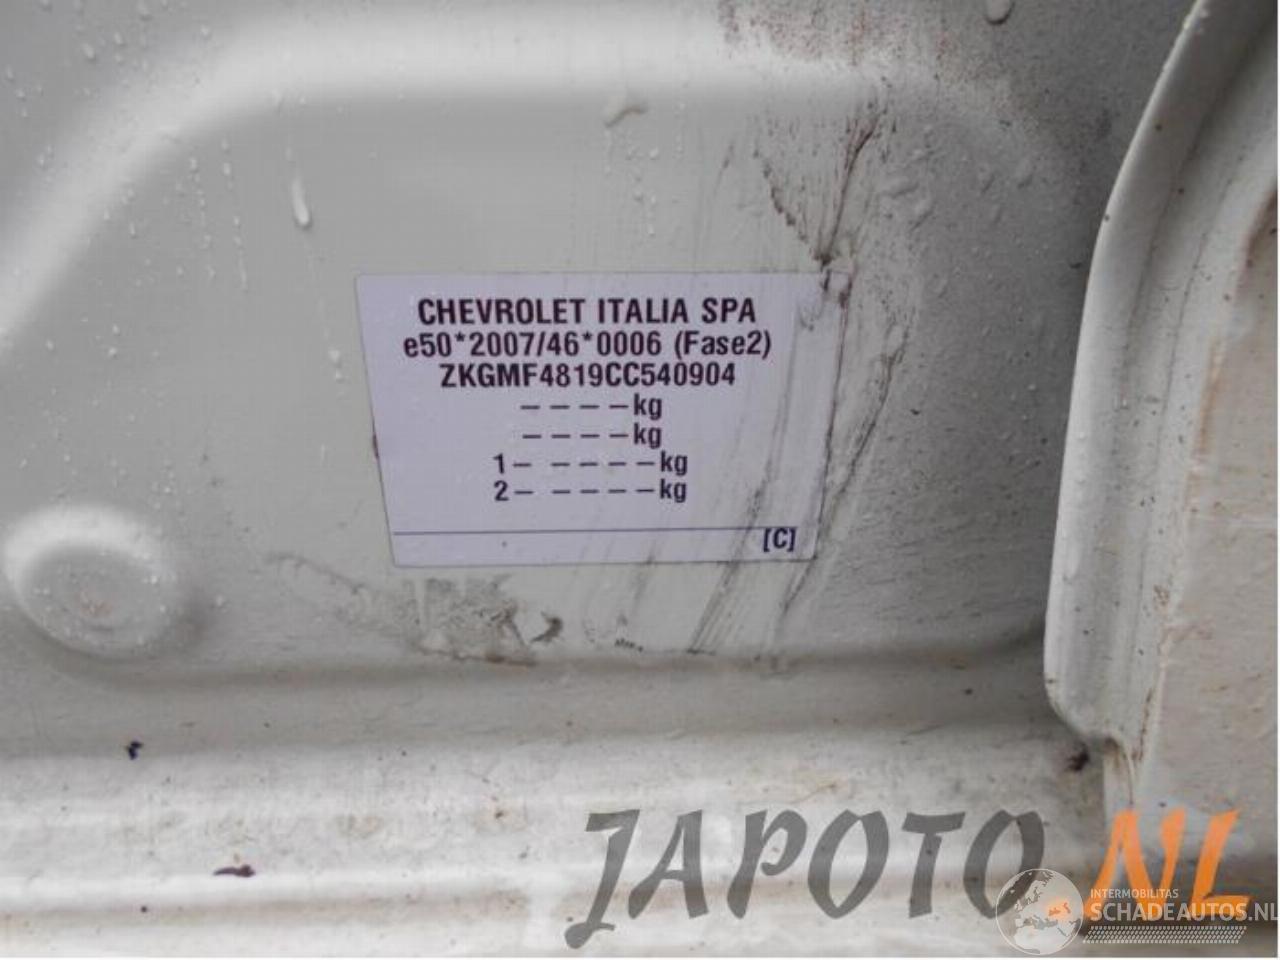 CHEVROLET ITALIA SPA
e50*2007/46*0006 (Fase2)
ZKGMF4819CC540904
– – – – kg
– – – – kg
1 – – – – – kg
2 – – – – – kg
[C]
JAPOTO.NL
INTERMOBILITAS
SCHADEAUTOS.NL